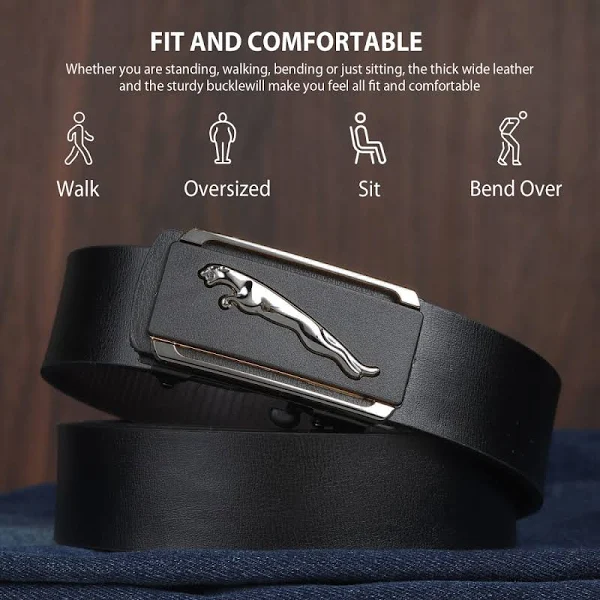 FIT AND COMFORTABLE
Whether you are standing, walking, bending or just sitting, the thick wide leather
and the sturdy bucklewill make you feel all fit and comfortable
Walk
Oversized
Sit
Bend Over